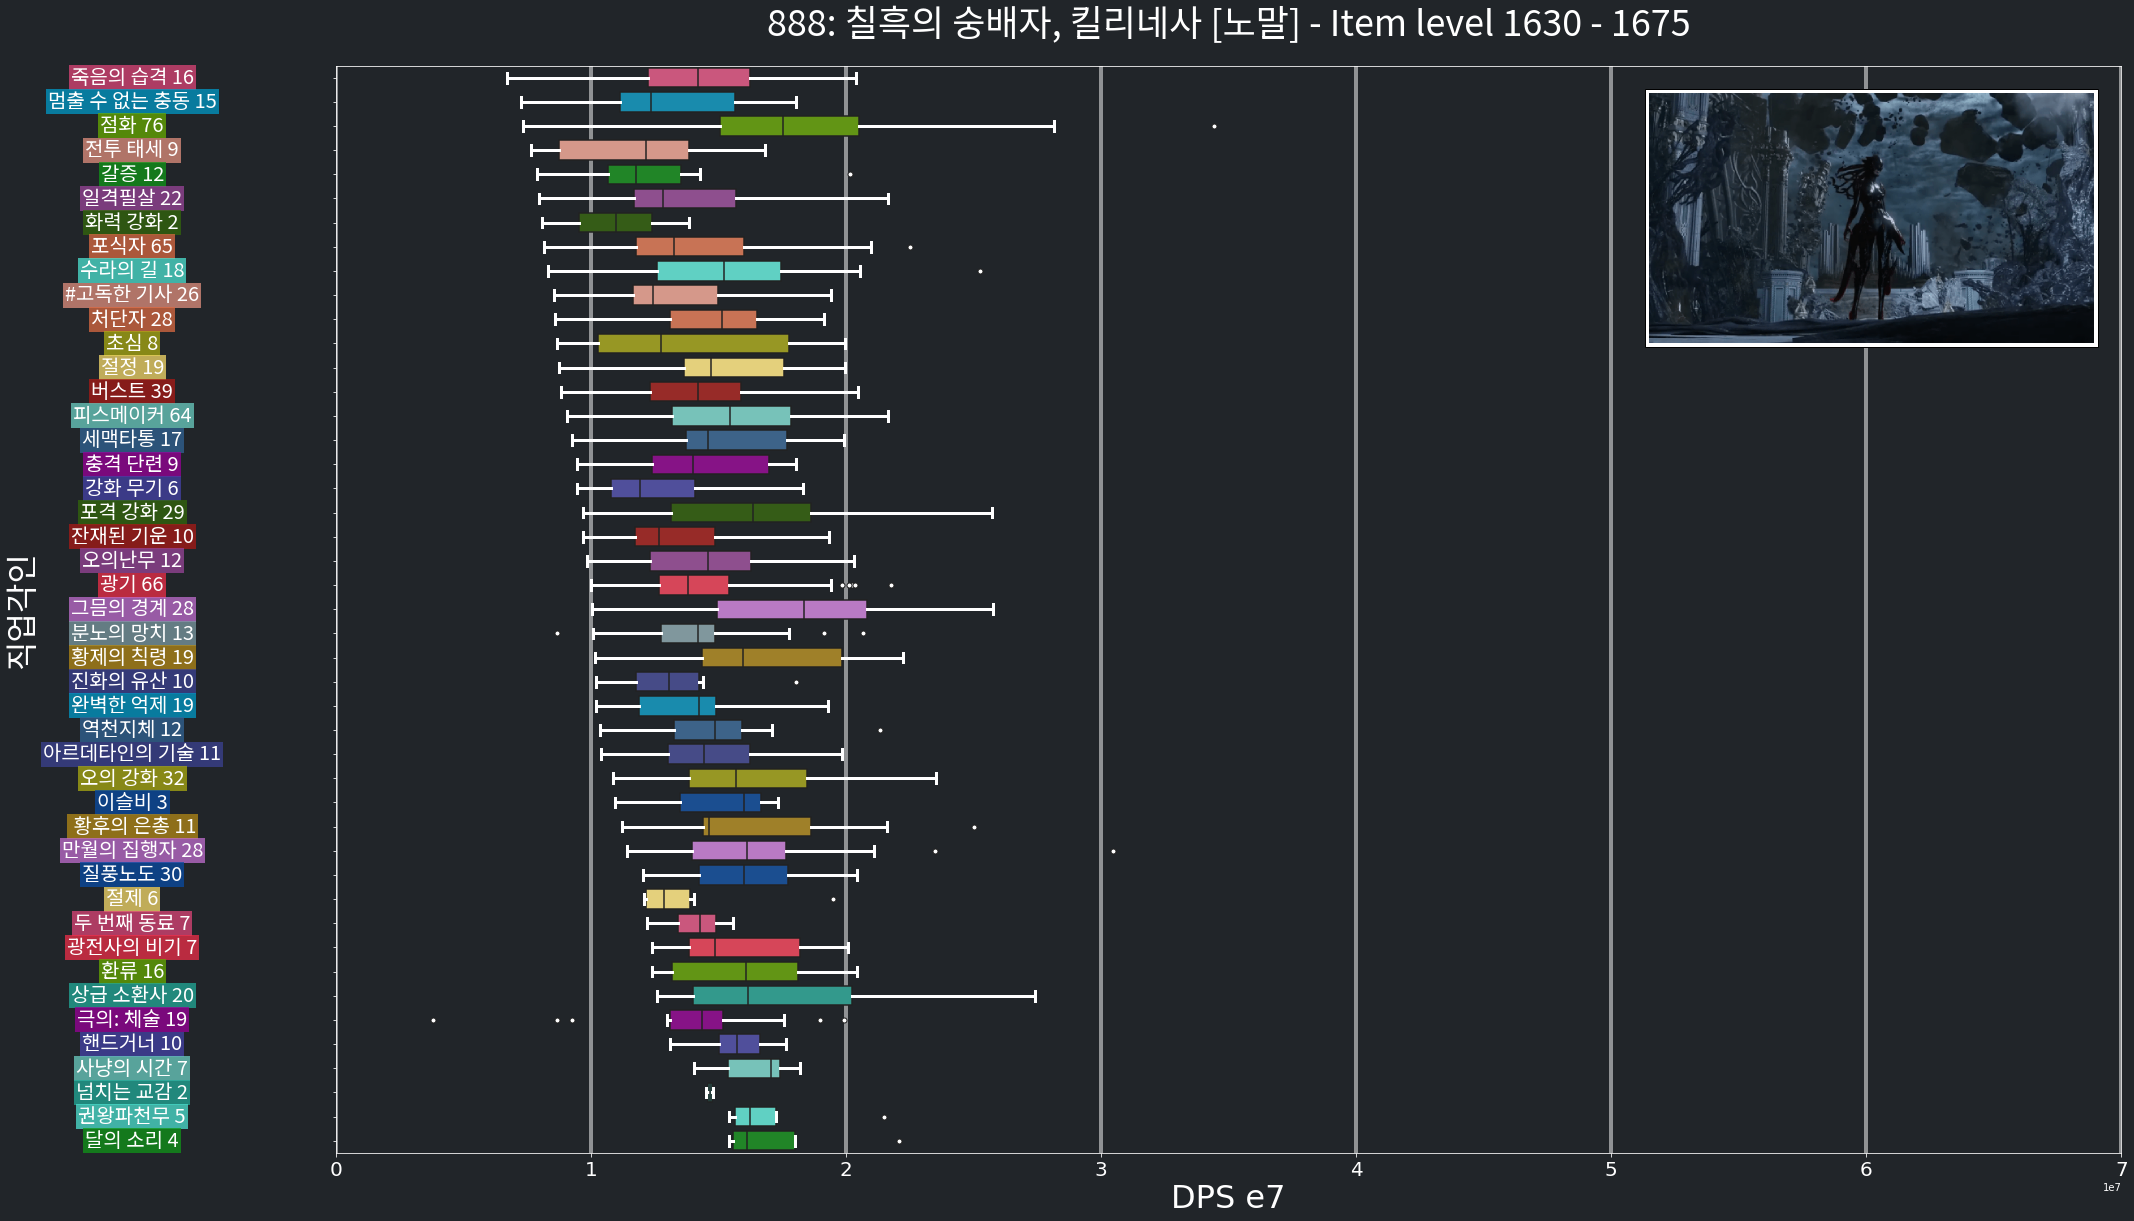 888: 칠흑의 숭배자, 킬리네사 [노말] - Item level 1630 - 1675
죽음의 습격 16
멈출 수 없는 충동 15
점화 76
전투 태세 9
갈증 12
일격필살 22
화력 강화 2
포식자 65
수라의 길 18
#고독한 기사 26
처단자 28
초심 8
절정 19
버스트 39
피스메이커 64
세맥타통 17
충격 단련 9
강화 무기 6
포격 강화 29
잔재된 기운 10
오의난무 12
광기 66
그믐의 경계 28
분노의 망치 13
황제의 칙령 19
진화의 유산 10
완벽한 억제 19
역천지체 12
아르데타인의 기술 11
오의 강화 32
이슬비 3
황후의 은총 11
만월의 집행자 28
질풍노도 30
절제 6
두 번째 동료 7
광전사의 비기 7
환류 16
상급 소환사 20
극의: 체술 19
핸드거너 10
사냥의 시간 7
넘치는 교감 2
권왕파천무 5
달의 소리 4
직업각인
0 1 2 3 4 5 6 7
1e7
DPS e7